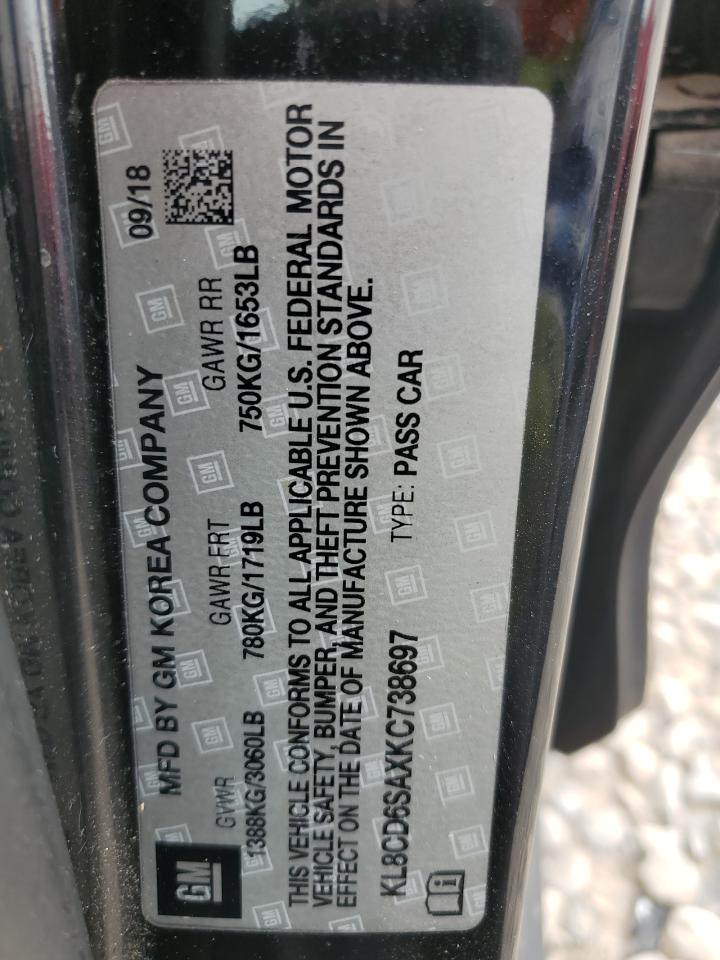 MFD BY GM KOREA COMPANY 09/18
GVWR GAWR FRT GAWR RR
1388KG/3060LB 780KG/1719LB 750KG/1653LB
THIS VEHICLE CONFORMS TO ALL APPLICABLE U.S. FEDERAL MOTOR
VEHICLE SAFETY, BUMPER, AND THEFT PREVENTION STANDARDS IN
EFFECT ON THE DATE OF MANUFACTURE SHOWN ABOVE.
KL8CD6SAXKC738697 TYPE: PASS CAR
GM